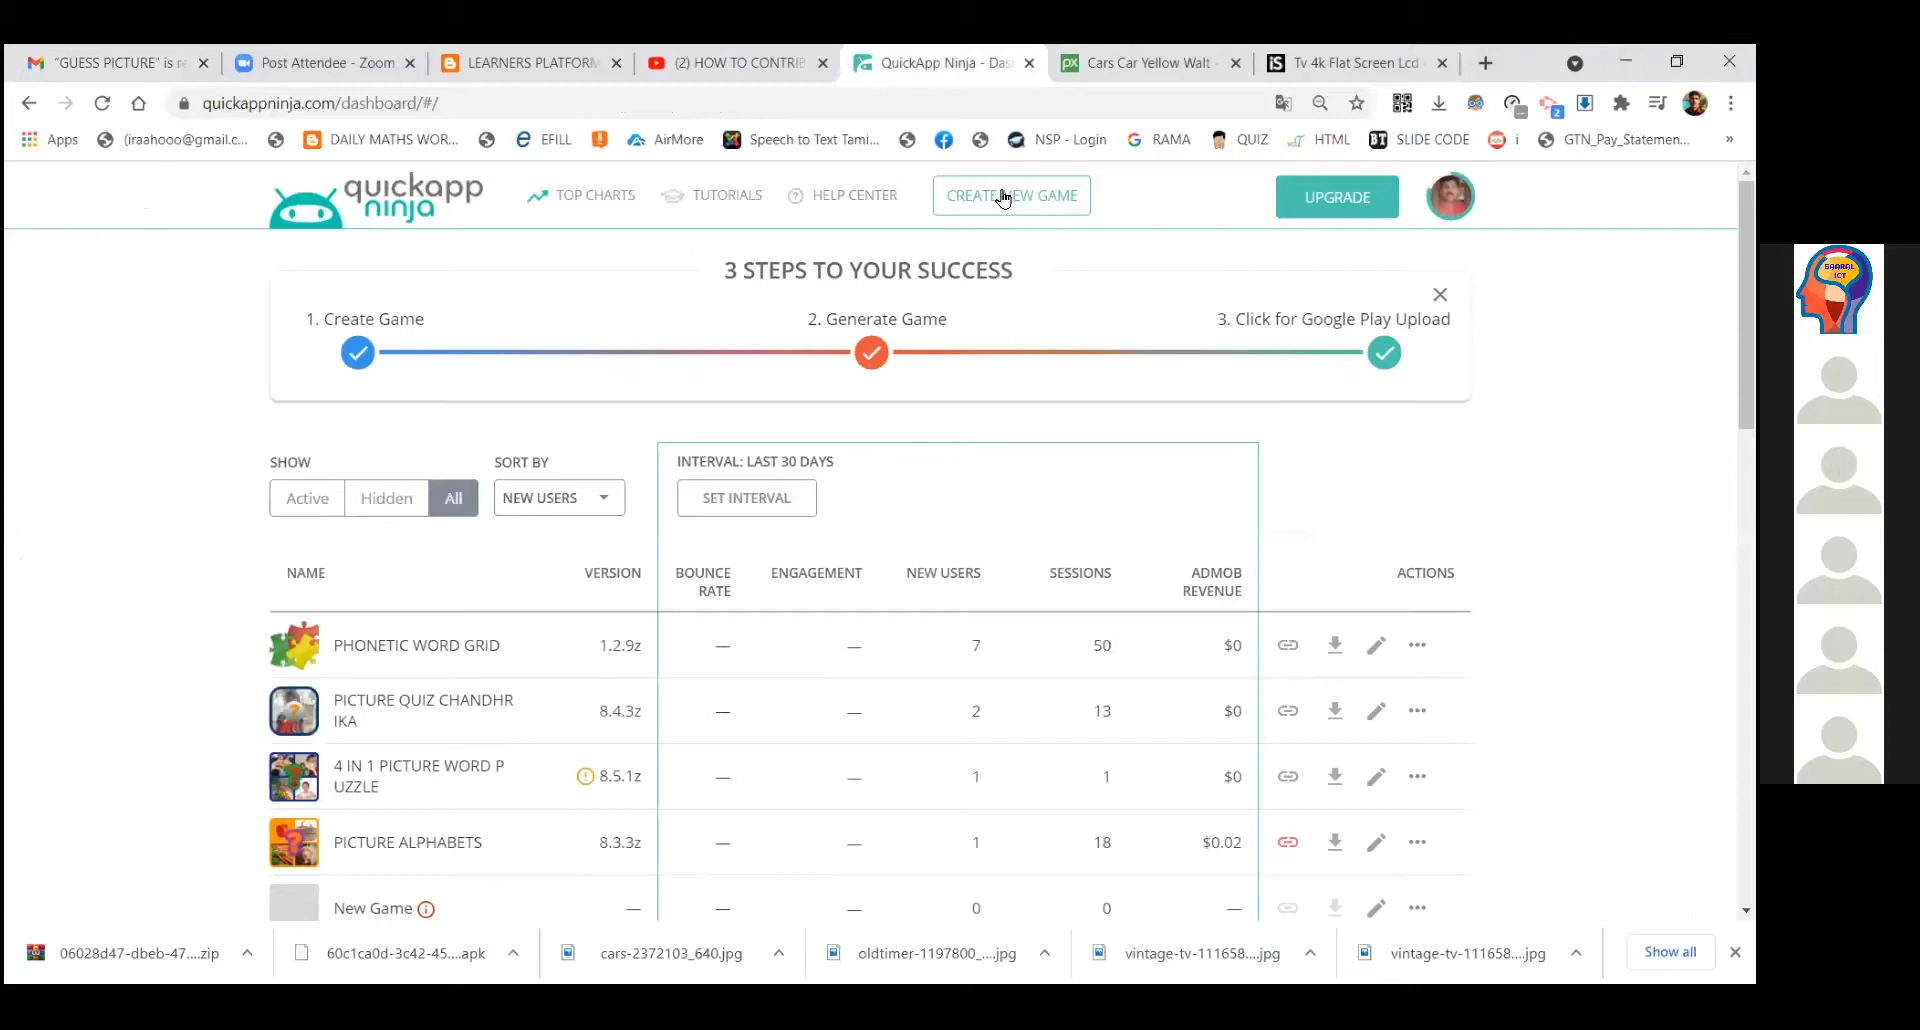 "GUESS PICTURE" is re
Post Attendee - Zoom
LEARNERS PLATFORM
(2) HOW TO CONTRIB
QuickApp Ninja - Das
Cars Car Yellow Walt
Tv 4k Flat Screen Lcd
quickappninja.com/dashboard/#/
2
Apps
(iraahooo@gmail.c...
DAILY MATHS WOR...
EFILL
AirMore
Speech to Text Tami...
NSP - Login
RAMA
QUIZ
HTML
SLIDE CODE
i
GTN_Pay_Statemen...
»
quickapp
ninja
TOP CHARTS
TUTORIALS
HELP CENTER
CREATE NEW GAME
UPGRADE
SAARAL
ICT
3 STEPS TO YOUR SUCCESS
1. Create Game
2. Generate Game
3. Click for Google Play Upload
SHOW
SORT BY
INTERVAL: LAST 30 DAYS
Active
Hidden
All
NEW USERS
SET INTERVAL
NAME
VERSION
BOUNCE
RATE
ENGAGEMENT
NEW USERS
SESSIONS
ADMOB
REVENUE
ACTIONS
PHONETIC WORD GRID 1.2.9z — — 7 50 $0
PICTURE QUIZ CHANDHR
IKA
8.4.3z — — 2 13 $0
4 IN 1 PICTURE WORD P
UZZLE
8.5.1z — — 1 1 $0
PICTURE ALPHABETS 8.3.3z — — 1 18 $0.02
New Game — — — 0 0 —
06028d47-dbeb-47....zip
60c1ca0d-3c42-45....apk
cars-2372103_640.jpg
oldtimer-1197800_....jpg
vintage-tv-111658....jpg
vintage-tv-111658....jpg
Show all